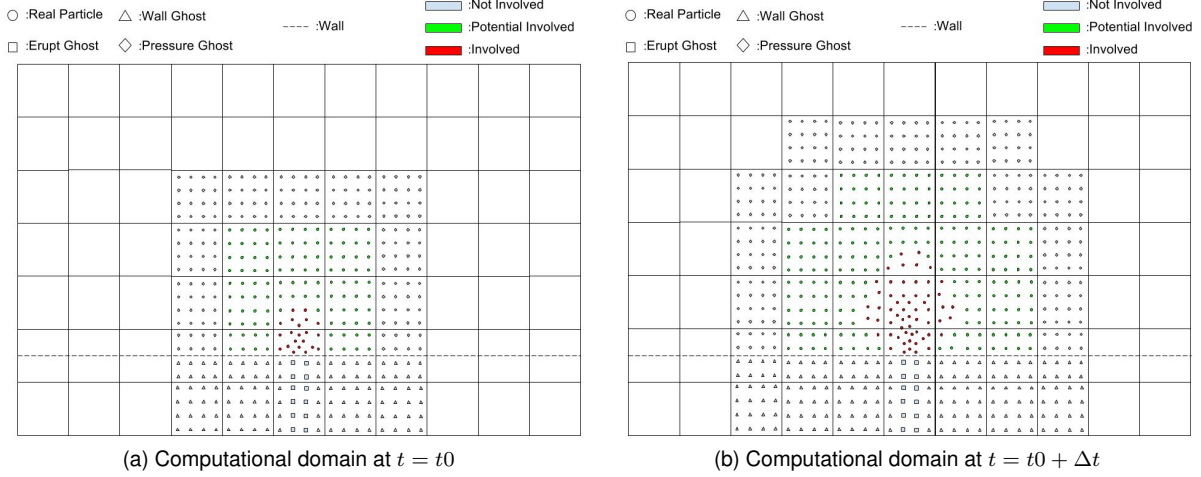 :Real Particle :Wall Ghost :Wall :Not Involved
:Potential Involved
:Erupt Ghost :Pressure Ghost :Involved
:Real Particle :Wall Ghost :Wall :Not Involved
:Potential Involved
:Erupt Ghost :Pressure Ghost :Involved
(a) Computational domain at t = t0
(b) Computational domain at t = t0 + Δt